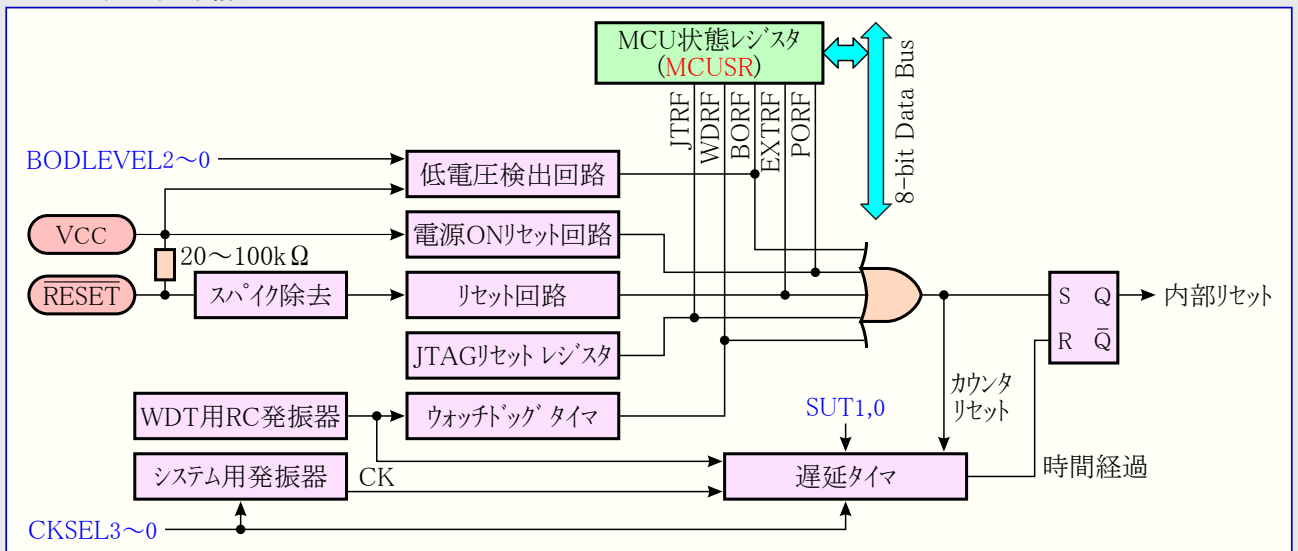 MCU状態レジスタ
(MCUSR)
8-bit Data Bus
JTRF
WDRF
BORF
EXTRF
PORF
BODLEVEL2～0
低電圧検出回路
VCC
電源ONリセット回路
20～100kΩ
RESET
スパイク除去
リセット回路
S Q
内部リセット
R Q
JTAGリセット レジスタ
カウンタ
リセット
WDT用RC発振器
ウォッチドッグ タイマ
SUT1,0
システム用発振器
CK
遅延タイマ
時間経過
CKSEL3～0